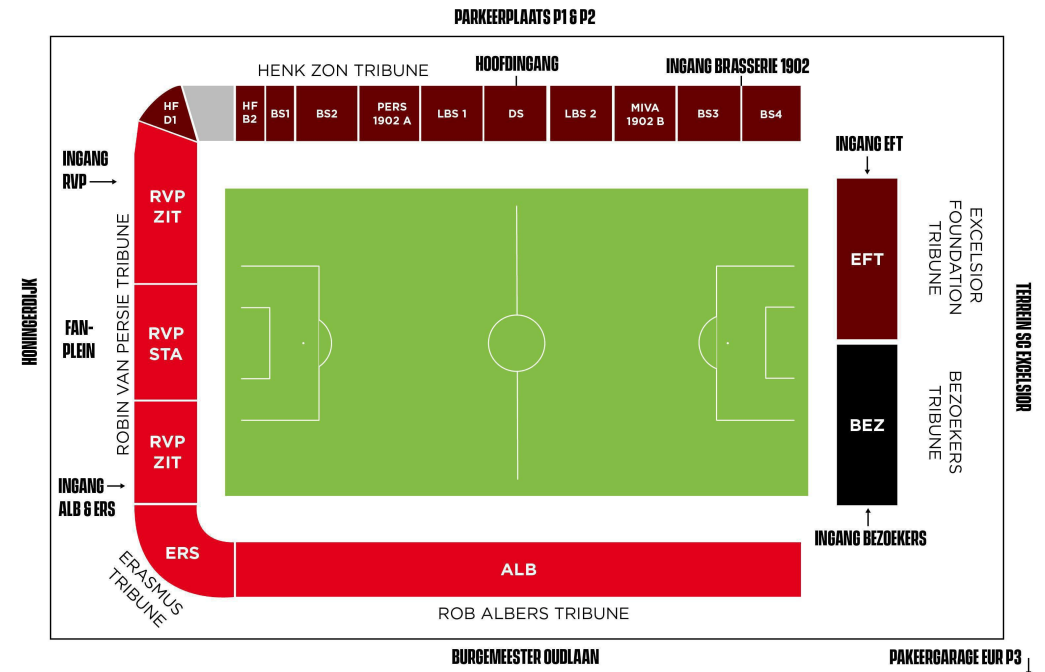 PARKEERPLAATS P1 & P2
HENK ZON TRIBUNE
HOOFDINGANG
INGANG BRASSERIE 1902
HF
D1
HF
B2
BS1
BS2
PERS
1902 A
LBS 1
DS
LBS 2
MIVA
1902 B
BS3
BS4
INGANG
RVP
RVP
ZIT
ROBIN VAN PERSIE TRIBUNE
HONINGERDIJK
FAN-
PLEIN
RVP
STA
RVP
ZIT
INGANG
ALB & ERS
ERS
ERASMUS
TRIBUNE
ALB
ROB ALBERS TRIBUNE
INGANG EFT
EFT
EXCELSIOR
FOUNDATION
TRIBUNE
TERREIN SC EXCELSIOR
BEZ
BEZOEKERS
TRIBUNE
INGANG BEZOEKERS
BURGEMEESTER OUDLAAN
PAKEERGARAGE EUR P3